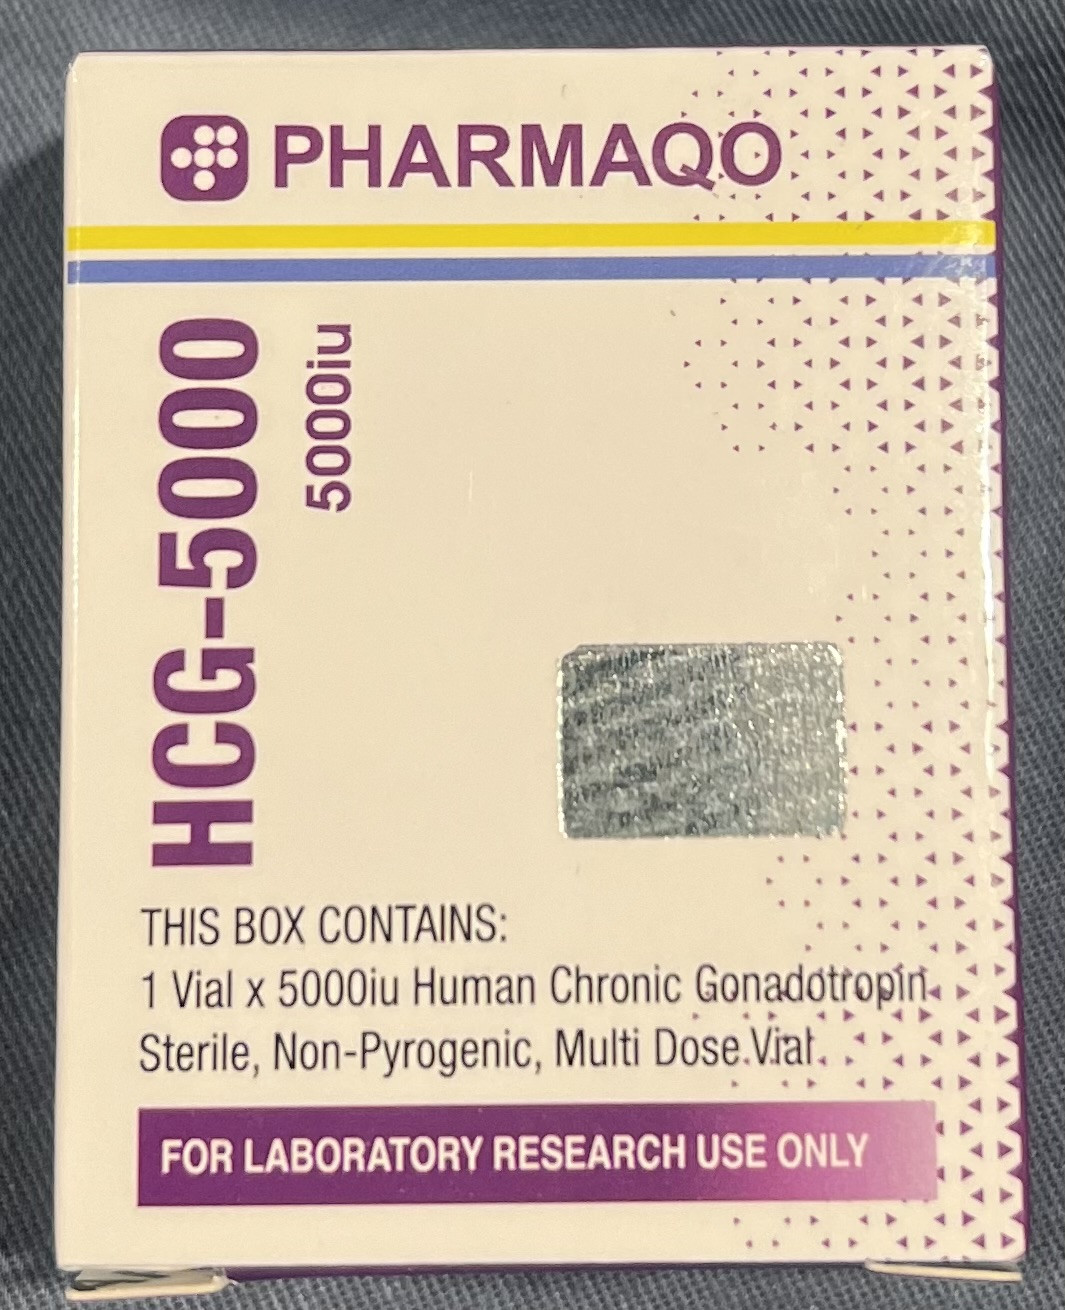 PHARMAQO
HCG-5000
5000iu
THIS BOX CONTAINS:
1 Vial x 5000iu Human Chronic Gonadotropin
Sterile, Non-Pyrogenic, Multi Dose Vial.
FOR LABORATORY RESEARCH USE ONLY